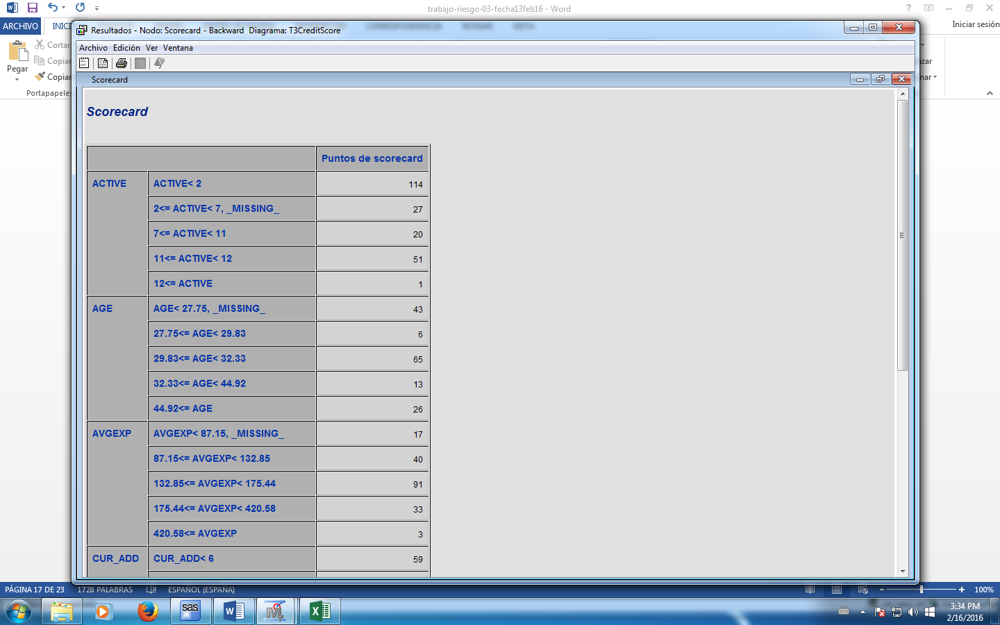 trabajo-riesgo-03-fecha13feb16 - Word
ARCHIVO INICI
Iniciar sesión
Pegar
Cortar
Copiar
Copiar
Portapapeles
Resultados - Nodo: Scorecard - Backward Diagrama: T3CreditScore
Archivo Edición Ver Ventana
Scorecard
Scorecard
Puntos de scorecard
ACTIVE ACTIVE< 2 114
2<= ACTIVE< 7, _MISSING_ 27
7<= ACTIVE< 11 20
11<= ACTIVE< 12 51
12<= ACTIVE 1
AGE AGE< 27.75, _MISSING_ 43
27.75<= AGE< 29.83 6
29.83<= AGE< 32.33 65
32.33<= AGE< 44.92 13
44.92<= AGE 26
AVGEXP AVGEXP< 87.15, _MISSING_ 17
87.15<= AVGEXP< 132.85 40
132.85<= AVGEXP< 175.44 91
175.44<= AVGEXP< 420.58 33
420.58<= AVGEXP 3
CUR_ADD CUR_ADD< 6 59
PÁGINA 17 DE 23 1728 PALABRAS ESPAÑOL (ESPAÑA) 100%
sas
3:34 PM
2/16/2016